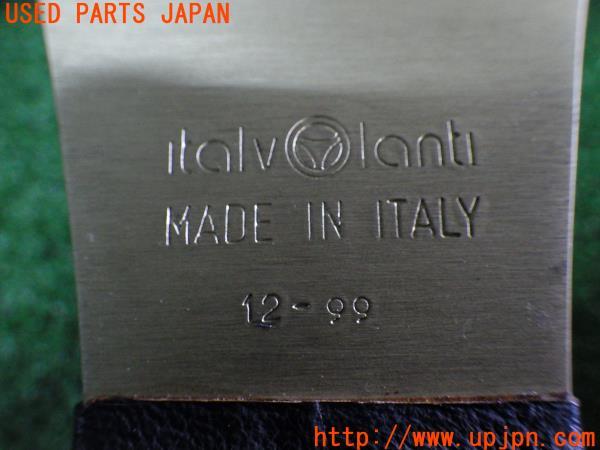 USED PARTS JAPAN
italvolanti
MADE IN ITALY
12-99
http://www.upjpn.com/